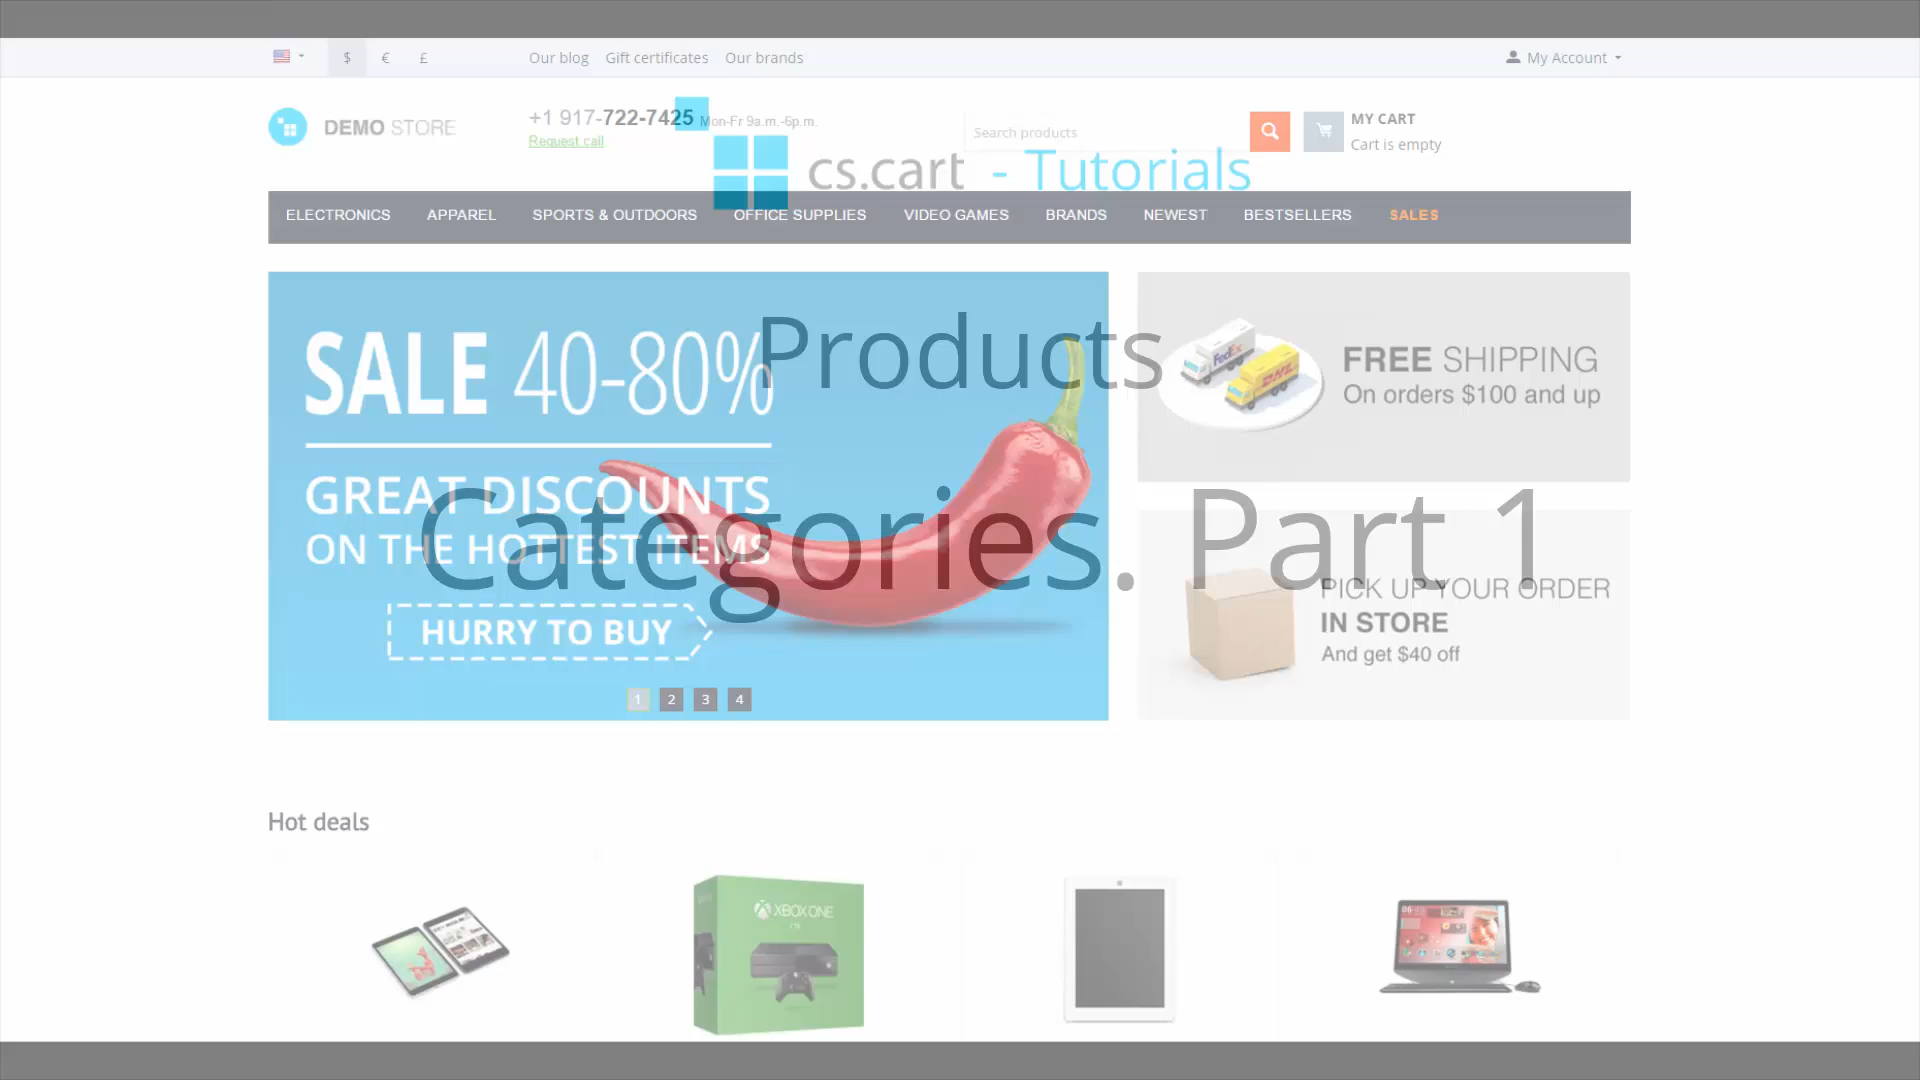 $ € £ Our blog Gift certificates Our brands My Account
DEMO STORE
+1 917-722-7425 Mon-Fr 9a.m.-6p.m.
Request call
Search products
MY CART
Cart is empty
cs.cart - Tutorials
ELECTRONICS APPAREL SPORTS & OUTDOORS OFFICE SUPPLIES VIDEO GAMES BRANDS NEWEST BESTSELLERS SALES
Products
Categories. Part 1
SALE 40-80%
GREAT DISCOUNTS
ON THE HOTTEST ITEMS
HURRY TO BUY
1 2 3 4
FedEx
DHL
FREE SHIPPING
On orders $100 and up
PICK UP YOUR ORDER
IN STORE
And get $40 off
Hot deals
XBOX ONE